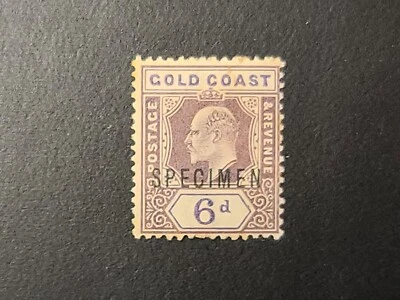 GOLD COAST
POSTAGE
& REVENUE
SPECIMEN
6d